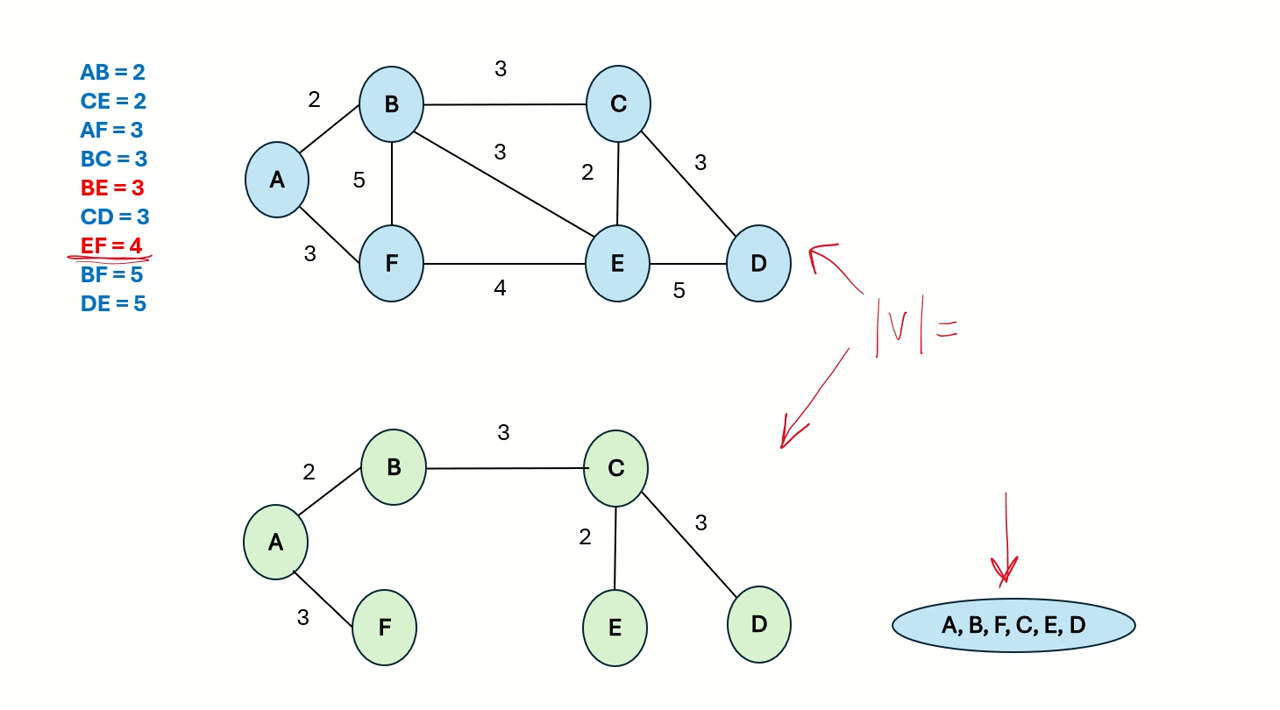 AB = 2
CE = 2
AF = 3
BC = 3
BE = 3
CD = 3
EF = 4
BF = 5
DE = 5
3
2
B
C
3
2
3
A
5
3
F
E
D
4
5
|V| =
3
2
B
C
2
3
A
3
F
E
D
A, B, F, C, E, D